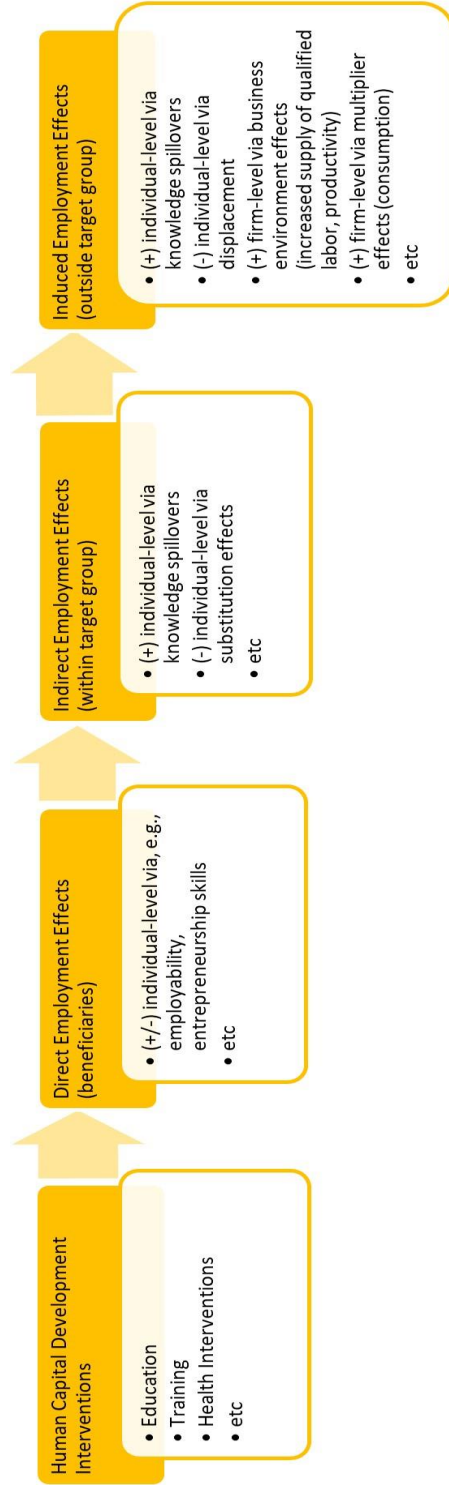 Human Capital Development
Interventions
• Education
• Training
• Health Interventions
• etc
Direct Employment Effects
(beneficiaries)
• (+/-) individual-level via, e.g.,
employability,
entrepreneurship skills
• etc
Indirect Employment Effects
(within target group)
• (+) individual-level via
knowledge spillovers
• (-) individual-level via
substitution effects
• etc
Induced Employment Effects
(outside target group)
• (+) individual-level via
knowledge spillovers
• (-) individual-level via
displacement
• (+) firm-level via business
environment effects
(increased supply of qualified
labor, productivity)
• (+) firm-level via multiplier
effects (consumption)
• etc